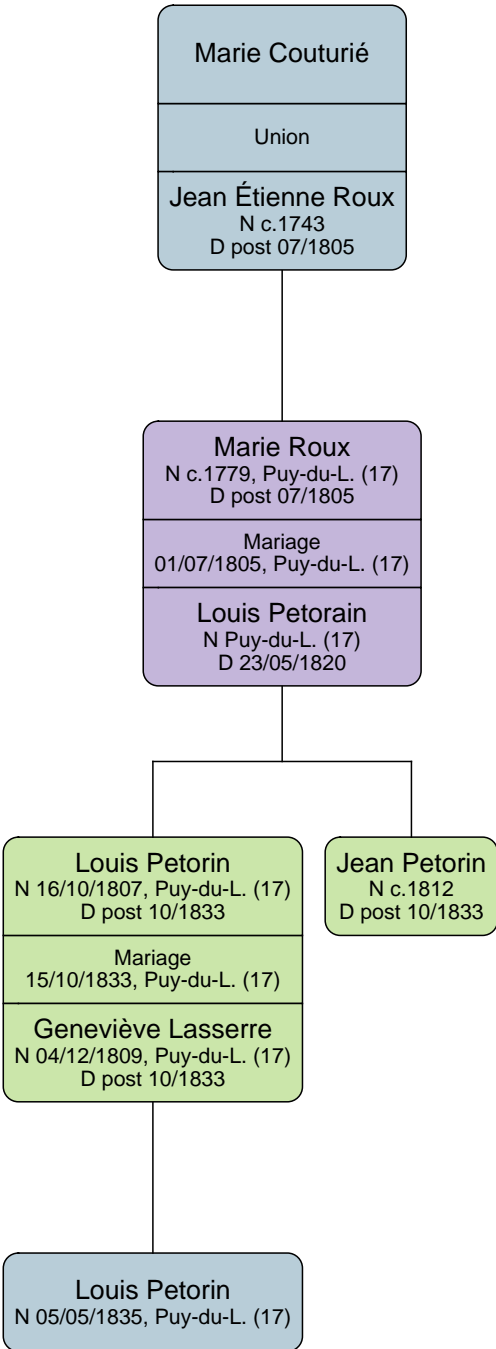 Marie Couturié
Union
Jean Étienne Roux
N c.1743
D post 07/1805
Marie Roux
N c.1779, Puy-du-L. (17)
D post 07/1805
Mariage
01/07/1805, Puy-du-L. (17)
Louis Petorain
N Puy-du-L. (17)
D 23/05/1820
Louis Petorin
N 16/10/1807, Puy-du-L. (17)
D post 10/1833
Mariage
15/10/1833, Puy-du-L. (17)
Geneviève Lasserre
N 04/12/1809, Puy-du-L. (17)
D post 10/1833
Jean Petorin
N c.1812
D post 10/1833
Louis Petorin
N 05/05/1835, Puy-du-L. (17)